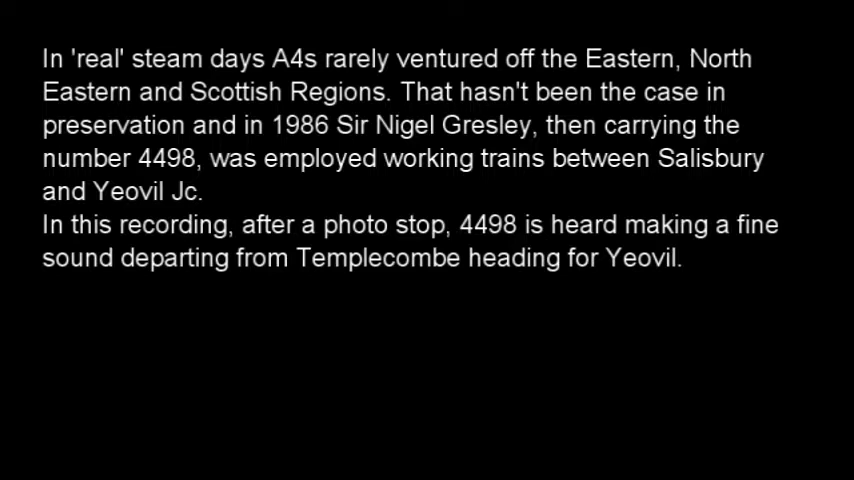 In 'real' steam days A4s rarely ventured off the Eastern, North
Eastern and Scottish Regions. That hasn't been the case in
preservation and in 1986 Sir Nigel Gresley, then carrying the
number 4498, was employed working trains between Salisbury
and Yeovil Jc.
In this recording, after a photo stop, 4498 is heard making a fine
sound departing from Templecombe heading for Yeovil.